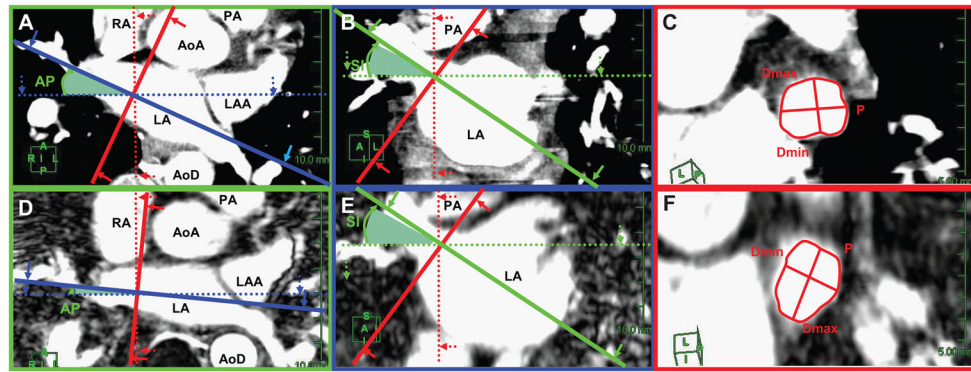 A
RA
PA
AoA
AP
LAA
LA
AoD
A
R I L
P
10.0 mm
B
PA
SI
LA
S
A L
I
10.0 mm
C
Dmax
P
Dmin
L
5.00 mm
D
RA
PA
AoA
LAA
AP
LA
AoD
A
R I L
10.0 mm
E
PA
SI
LA
S
A
10.0 mm
F
Dmin
P
Dmax
L
I
5.00 mm